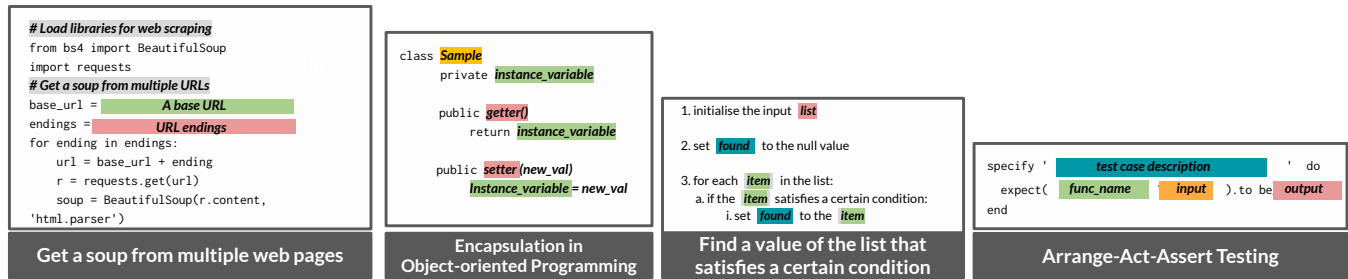 # Load libraries for web scraping
from bs4 import BeautifulSoup
import requests
# Get a soup from multiple URLs
base_url = A base URL
endings = URL endings
for ending in endings:
url = base_url + ending
r = requests.get(url)
soup = BeautifulSoup(r.content,
'html.parser')
Get a soup from multiple web pages
class Sample
private instance_variable
public getter()
return instance_variable
public setter(new_val)
Instance_variable = new_val
Encapsulation in
Object-oriented Programming
1. initialise the input list
2. set found to the null value
3. for each item in the list:
a. if the item satisfies a certain condition:
i. set found to the item
Find a value of the list that
satisfies a certain condition
specify ' test case description ' do
expect( func_name input ).to be output
end
Arrange-Act-Assert Testing